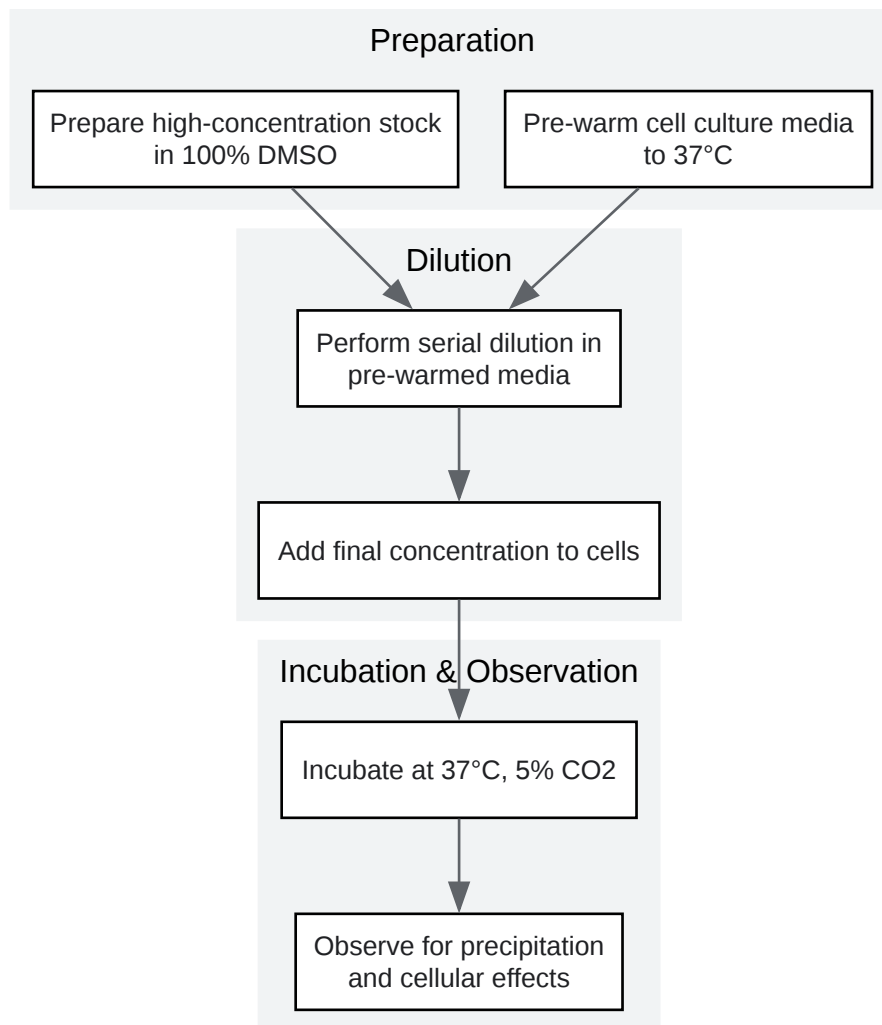 Preparation
Prepare high-concentration stock
in 100% DMSO
Pre-warm cell culture media
to 37°C
Dilution
Perform serial dilution in
pre-warmed media
Add final concentration to cells
Incubation & Observation
Incubate at 37°C, 5% CO2
Observe for precipitation
and cellular effects